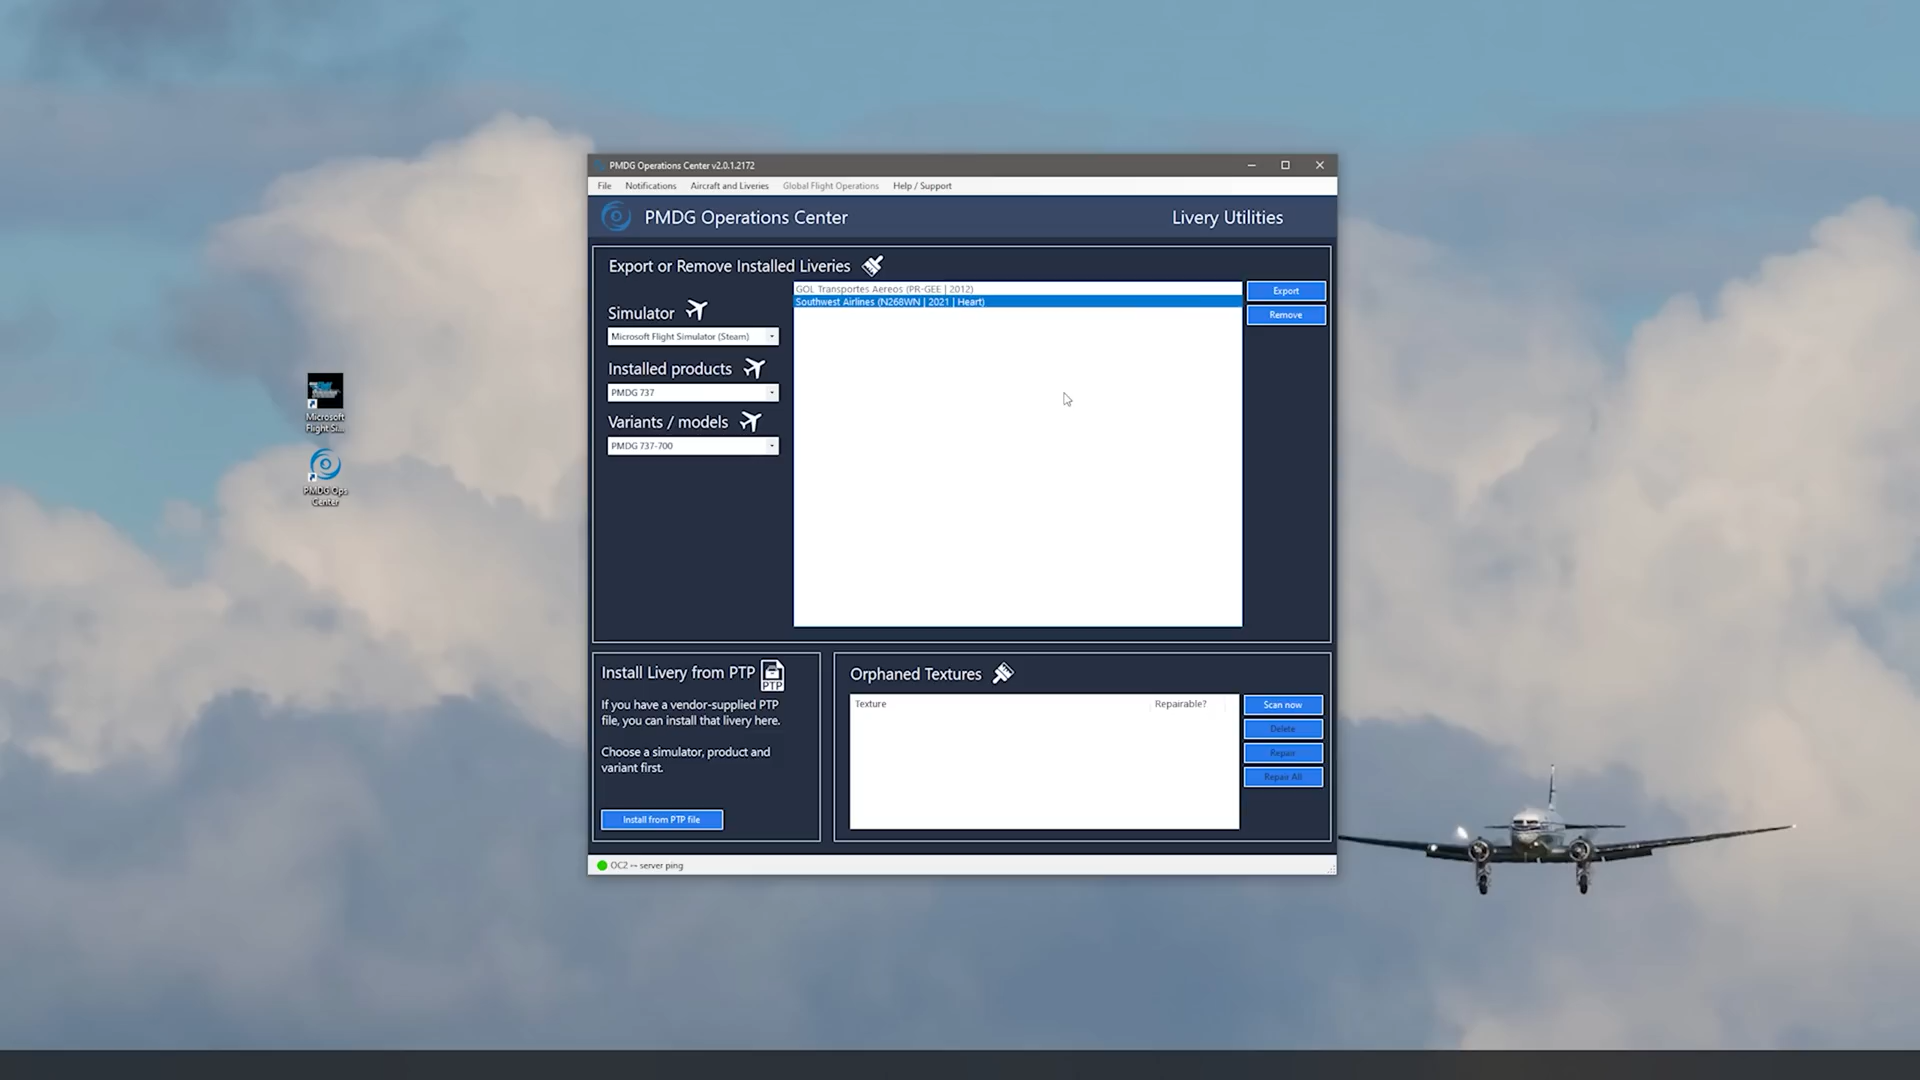 PMDG Operations Center v2.0.1.2172
File Notifications Aircraft and Liveries Global Flight Operations Help / Support
PMDG Operations Center
Livery Utilities
Export or Remove Installed Liveries
Simulator
Microsoft Flight Simulator (Steam)
Installed products
PMDG 737
Variants / models
PMDG 737-700
GOL Transportes Aereos (PR-GEE | 2012)
Southwest Airlines (N268WN | 2021 | Heart)
Export
Remove
Microsoft
Flight Si...
PMDG Ops
Center
Install Livery from PTP
PTP
If you have a vendor-supplied PTP
file, you can install that livery here.
Choose a simulator, product and
variant first.
Install from PTP file
Orphaned Textures
Texture Repairable?
Scan now
Delete
Repair
Repair All
OC2 ↔ server ping